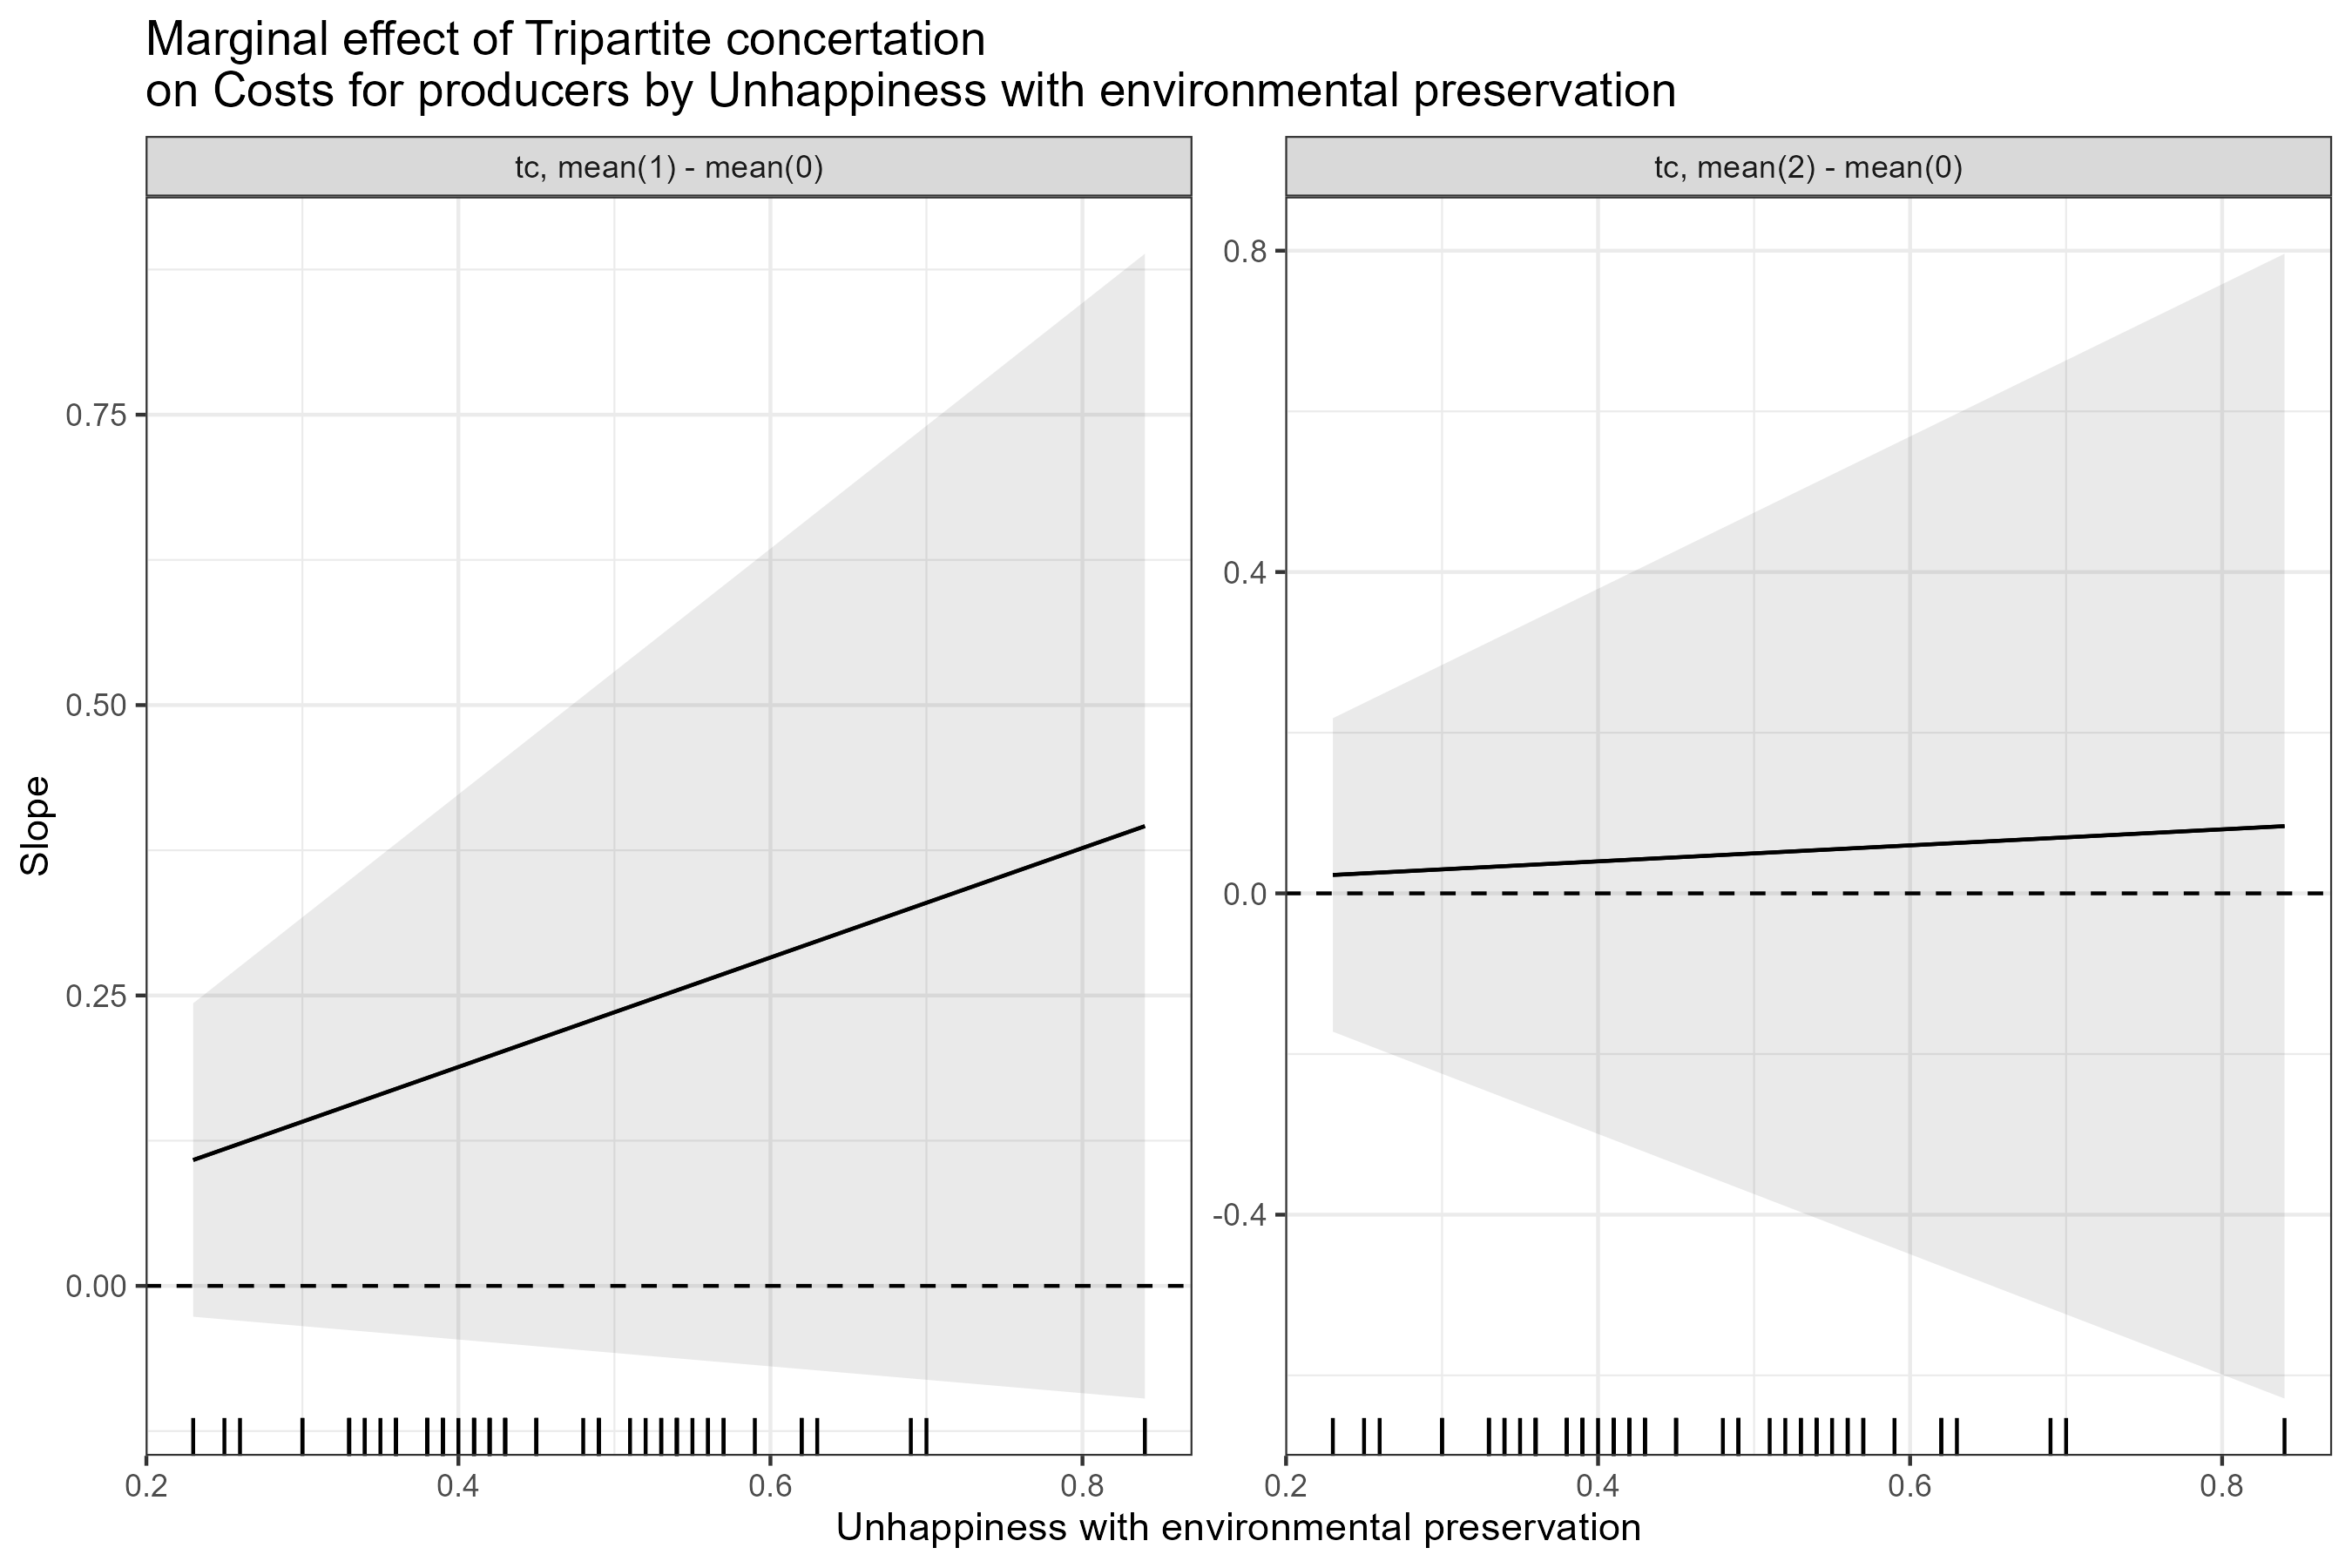 Marginal effect of Tripartite concertation
on Costs for producers by Unhappiness with environmental preservation
tc, mean(1) - mean(0)
tc, mean(2) - mean(0)
Slope
0.75
0.50
0.25
0.00
0.8
0.4
0.0
-0.4
0.2
0.4
0.6
0.8
0.2
0.4
0.6
0.8
Unhappiness with environmental preservation